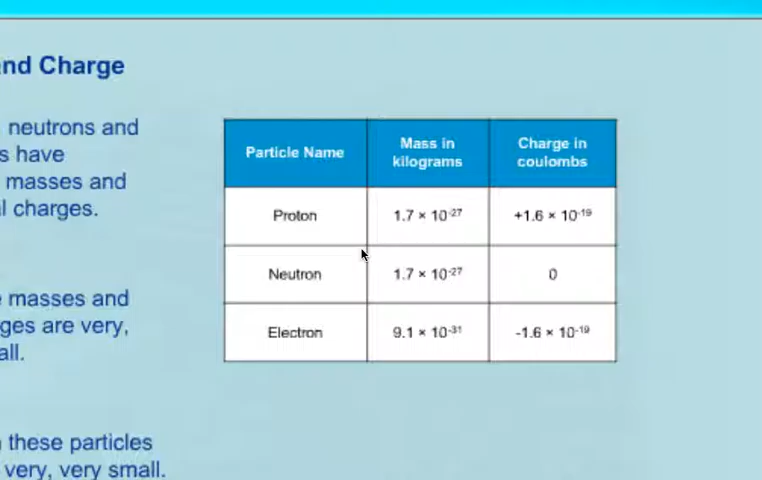 and Charge
neutrons and
s have
masses and
l charges.
e masses and
ges are very,
all.
these particles
very, very small.
Particle Name Mass in kilograms Charge in coulombs
Proton 1.7 × 10⁻²⁷ +1.6 × 10⁻¹⁹
Neutron 1.7 × 10⁻²⁷ 0
Electron 9.1 × 10⁻³¹ -1.6 × 10⁻¹⁹